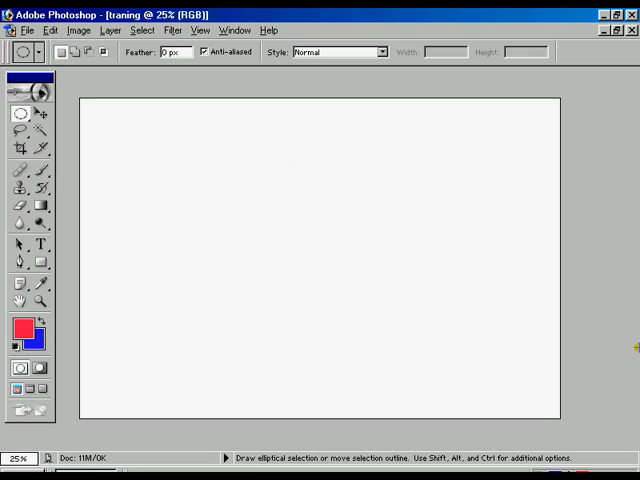 Adobe Photoshop - [traning @ 25% (RGB)]
File Edit Image Layer Select Filter View Window Help
Feather: 0 px Anti-aliased Style: Normal Width: Height:
T
25% Doc: 11M/0K Draw elliptical selection or move selection outline. Use Shift, Alt, and Ctrl for additional options.